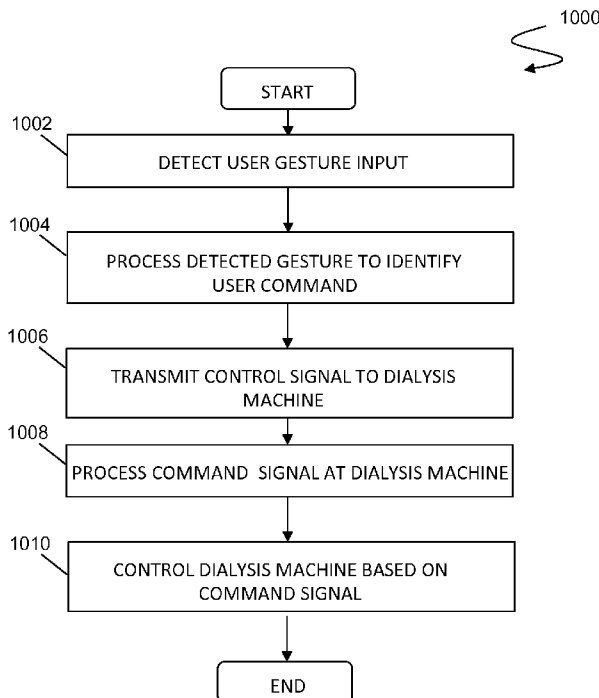 1000
START
1002
DETECT USER GESTURE INPUT
1004
PROCESS DETECTED GESTURE TO IDENTIFY
USER COMMAND
1006
TRANSMIT CONTROL SIGNAL TO DIALYSIS
MACHINE
1008
PROCESS COMMAND SIGNAL AT DIALYSIS MACHINE
1010
CONTROL DIALYSIS MACHINE BASED ON
COMMAND SIGNAL
END